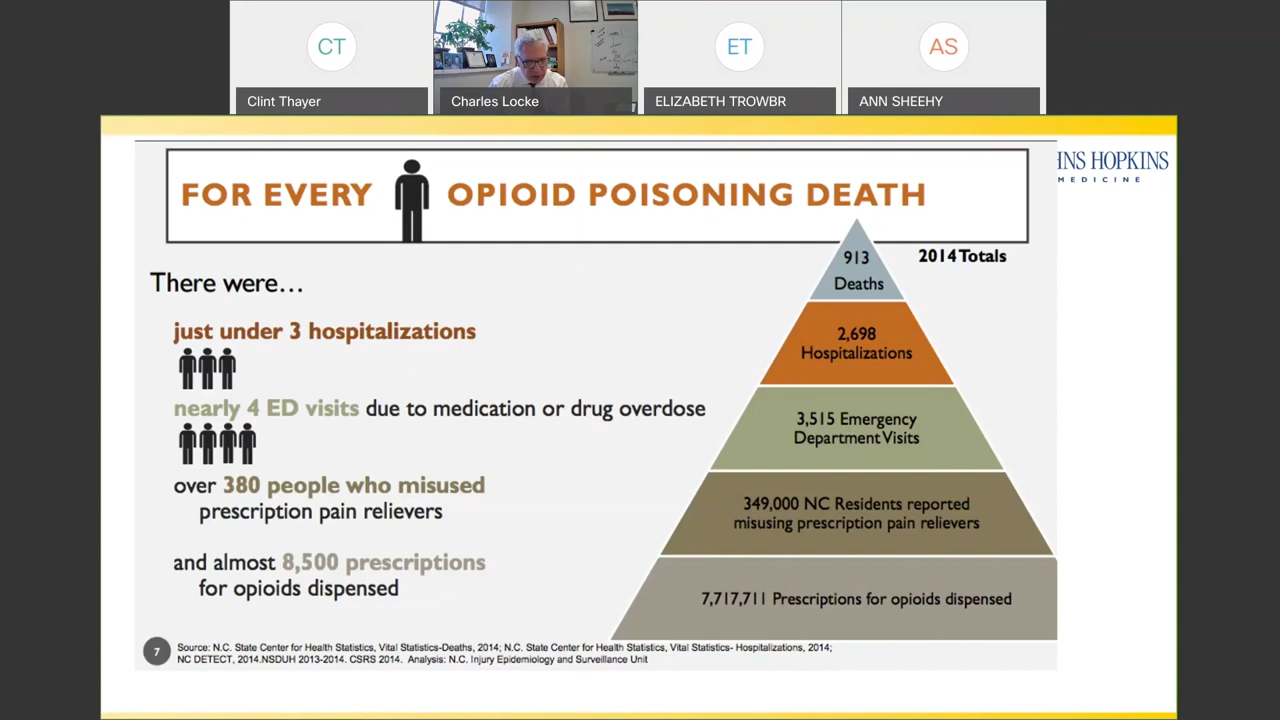 CT
ET
AS
Clint Thayer
Charles Locke
ELIZABETH TROWBR
ANN SHEEHY
HNS HOPKINS
MEDICINE
FOR EVERY OPIOID POISONING DEATH
2014 Totals
There were…
just under 3 hospitalizations
nearly 4 ED visits due to medication or drug overdose
over 380 people who misused
prescription pain relievers
and almost 8,500 prescriptions
for opioids dispensed
913
Deaths
2,698
Hospitalizations
3,515 Emergency
Department Visits
349,000 NC Residents reported
misusing prescription pain relievers
7,717,711 Prescriptions for opioids dispensed
7
Source: N.C. State Center for Health Statistics, Vital Statistics-Deaths, 2014; N.C. State Center for Health Statistics, Vital Statistics- Hospitalizations, 2014;
NC DETECT, 2014.NSDUH 2013-2014. CSRS 2014. Analysis: N.C. Injury Epidemiology and Surveillance Unit